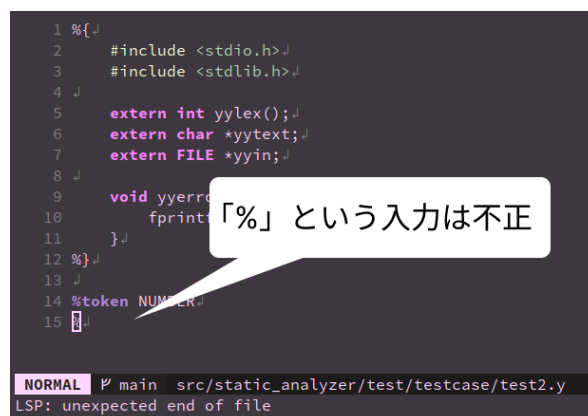 1 %{
2 #include <stdio.h>
3 #include <stdlib.h>
4
5 extern int yylex();
6 extern char *yytext;
7 extern FILE *yyin;
8
9 void yyerro
10 fprint
11 }
12 %}
13
14 %token NUMBER
15 %
「%」という入力は不正
NORMAL main src/static_analyzer/test/testcase/test2.y
LSP: unexpected end of file